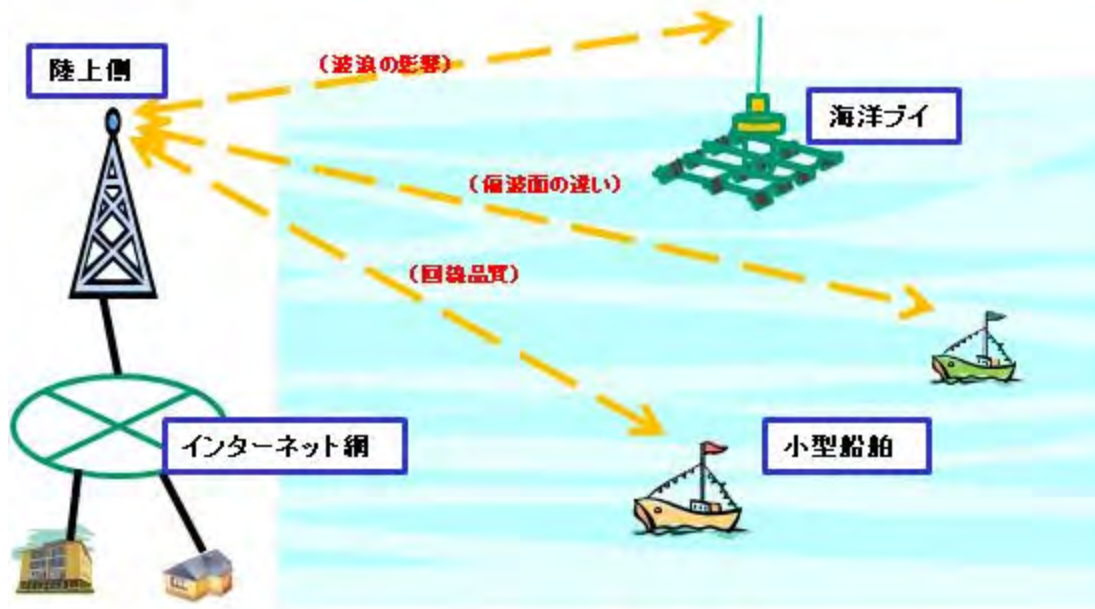 陸上側
(波浪の影響)
海洋ブイ
(偏波面の違い)
(回線品質)
インターネット網
小型船舶